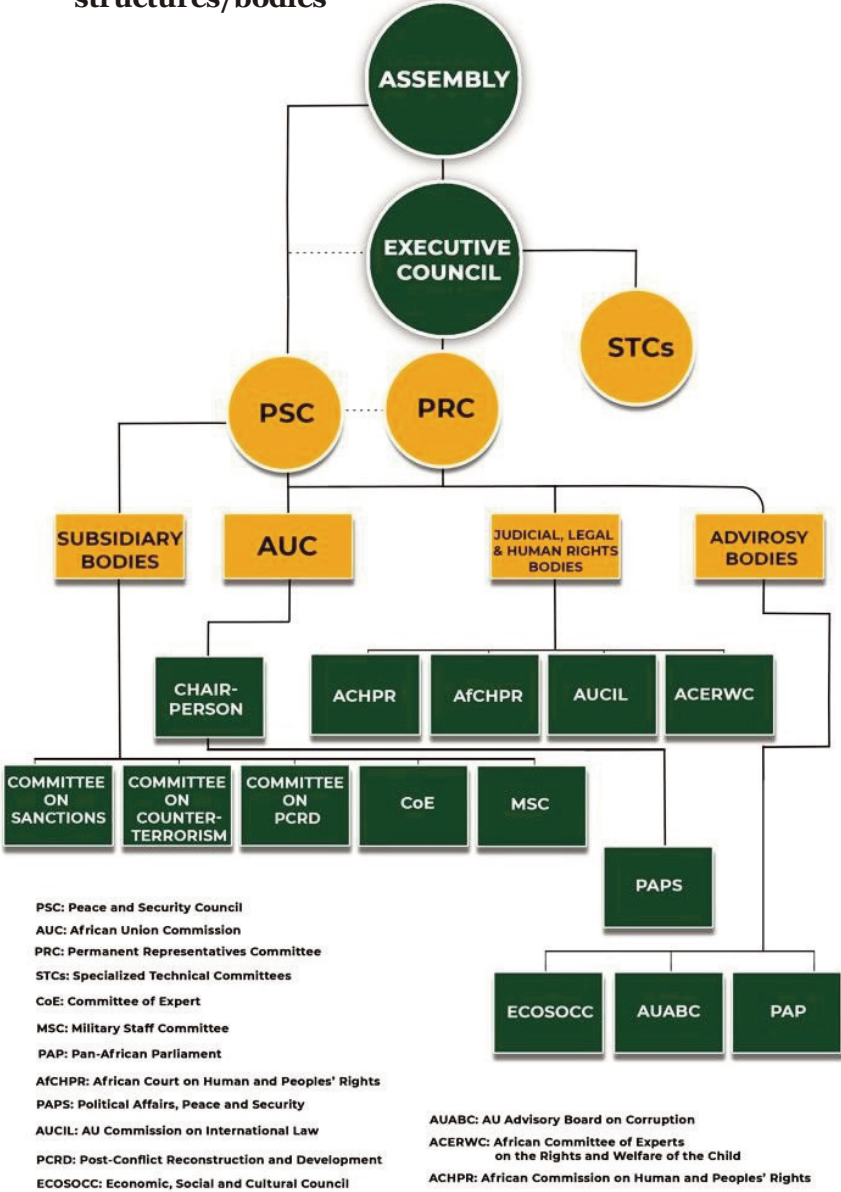 structures/bodies
ASSEMBLY
EXECUTIVE
COUNCIL
STCs
PSC
PRC
SUBSIDIARY
BODIES
AUC
JUDICIAL, LEGAL
& HUMAN RIGHTS
BODIES
ADVIROSY
BODIES
CHAIR-
PERSON
ACHPR
AfCHPR
AUCIL
ACERWC
COMMITTEE
ON
SANCTIONS
COMMITTEE
ON
COUNTER-
TERRORISM
COMMITTEE
ON
PCRD
CoE
MSC
PAPS
ECOSOCC
AUABC
PAP
PSC: Peace and Security Council
AUC: African Union Commission
PRC: Permanent Representatives Committee
STCs: Specialized Technical Committees
CoE: Committee of Expert
MSC: Military Staff Committee
PAP: Pan-African Parliament
AfCHPR: African Court on Human and Peoples' Rights
PAPS: Political Affairs, Peace and Security
AUCIL: AU Commission on International Law
PCRD: Post-Conflict Reconstruction and Development
ECOSOCC: Economic, Social and Cultural Council
AUABC: AU Advisory Board on Corruption
ACERWC: African Committee of Experts
on the Rights and Welfare of the Child
ACHPR: African Commission on Human and Peoples' Rights